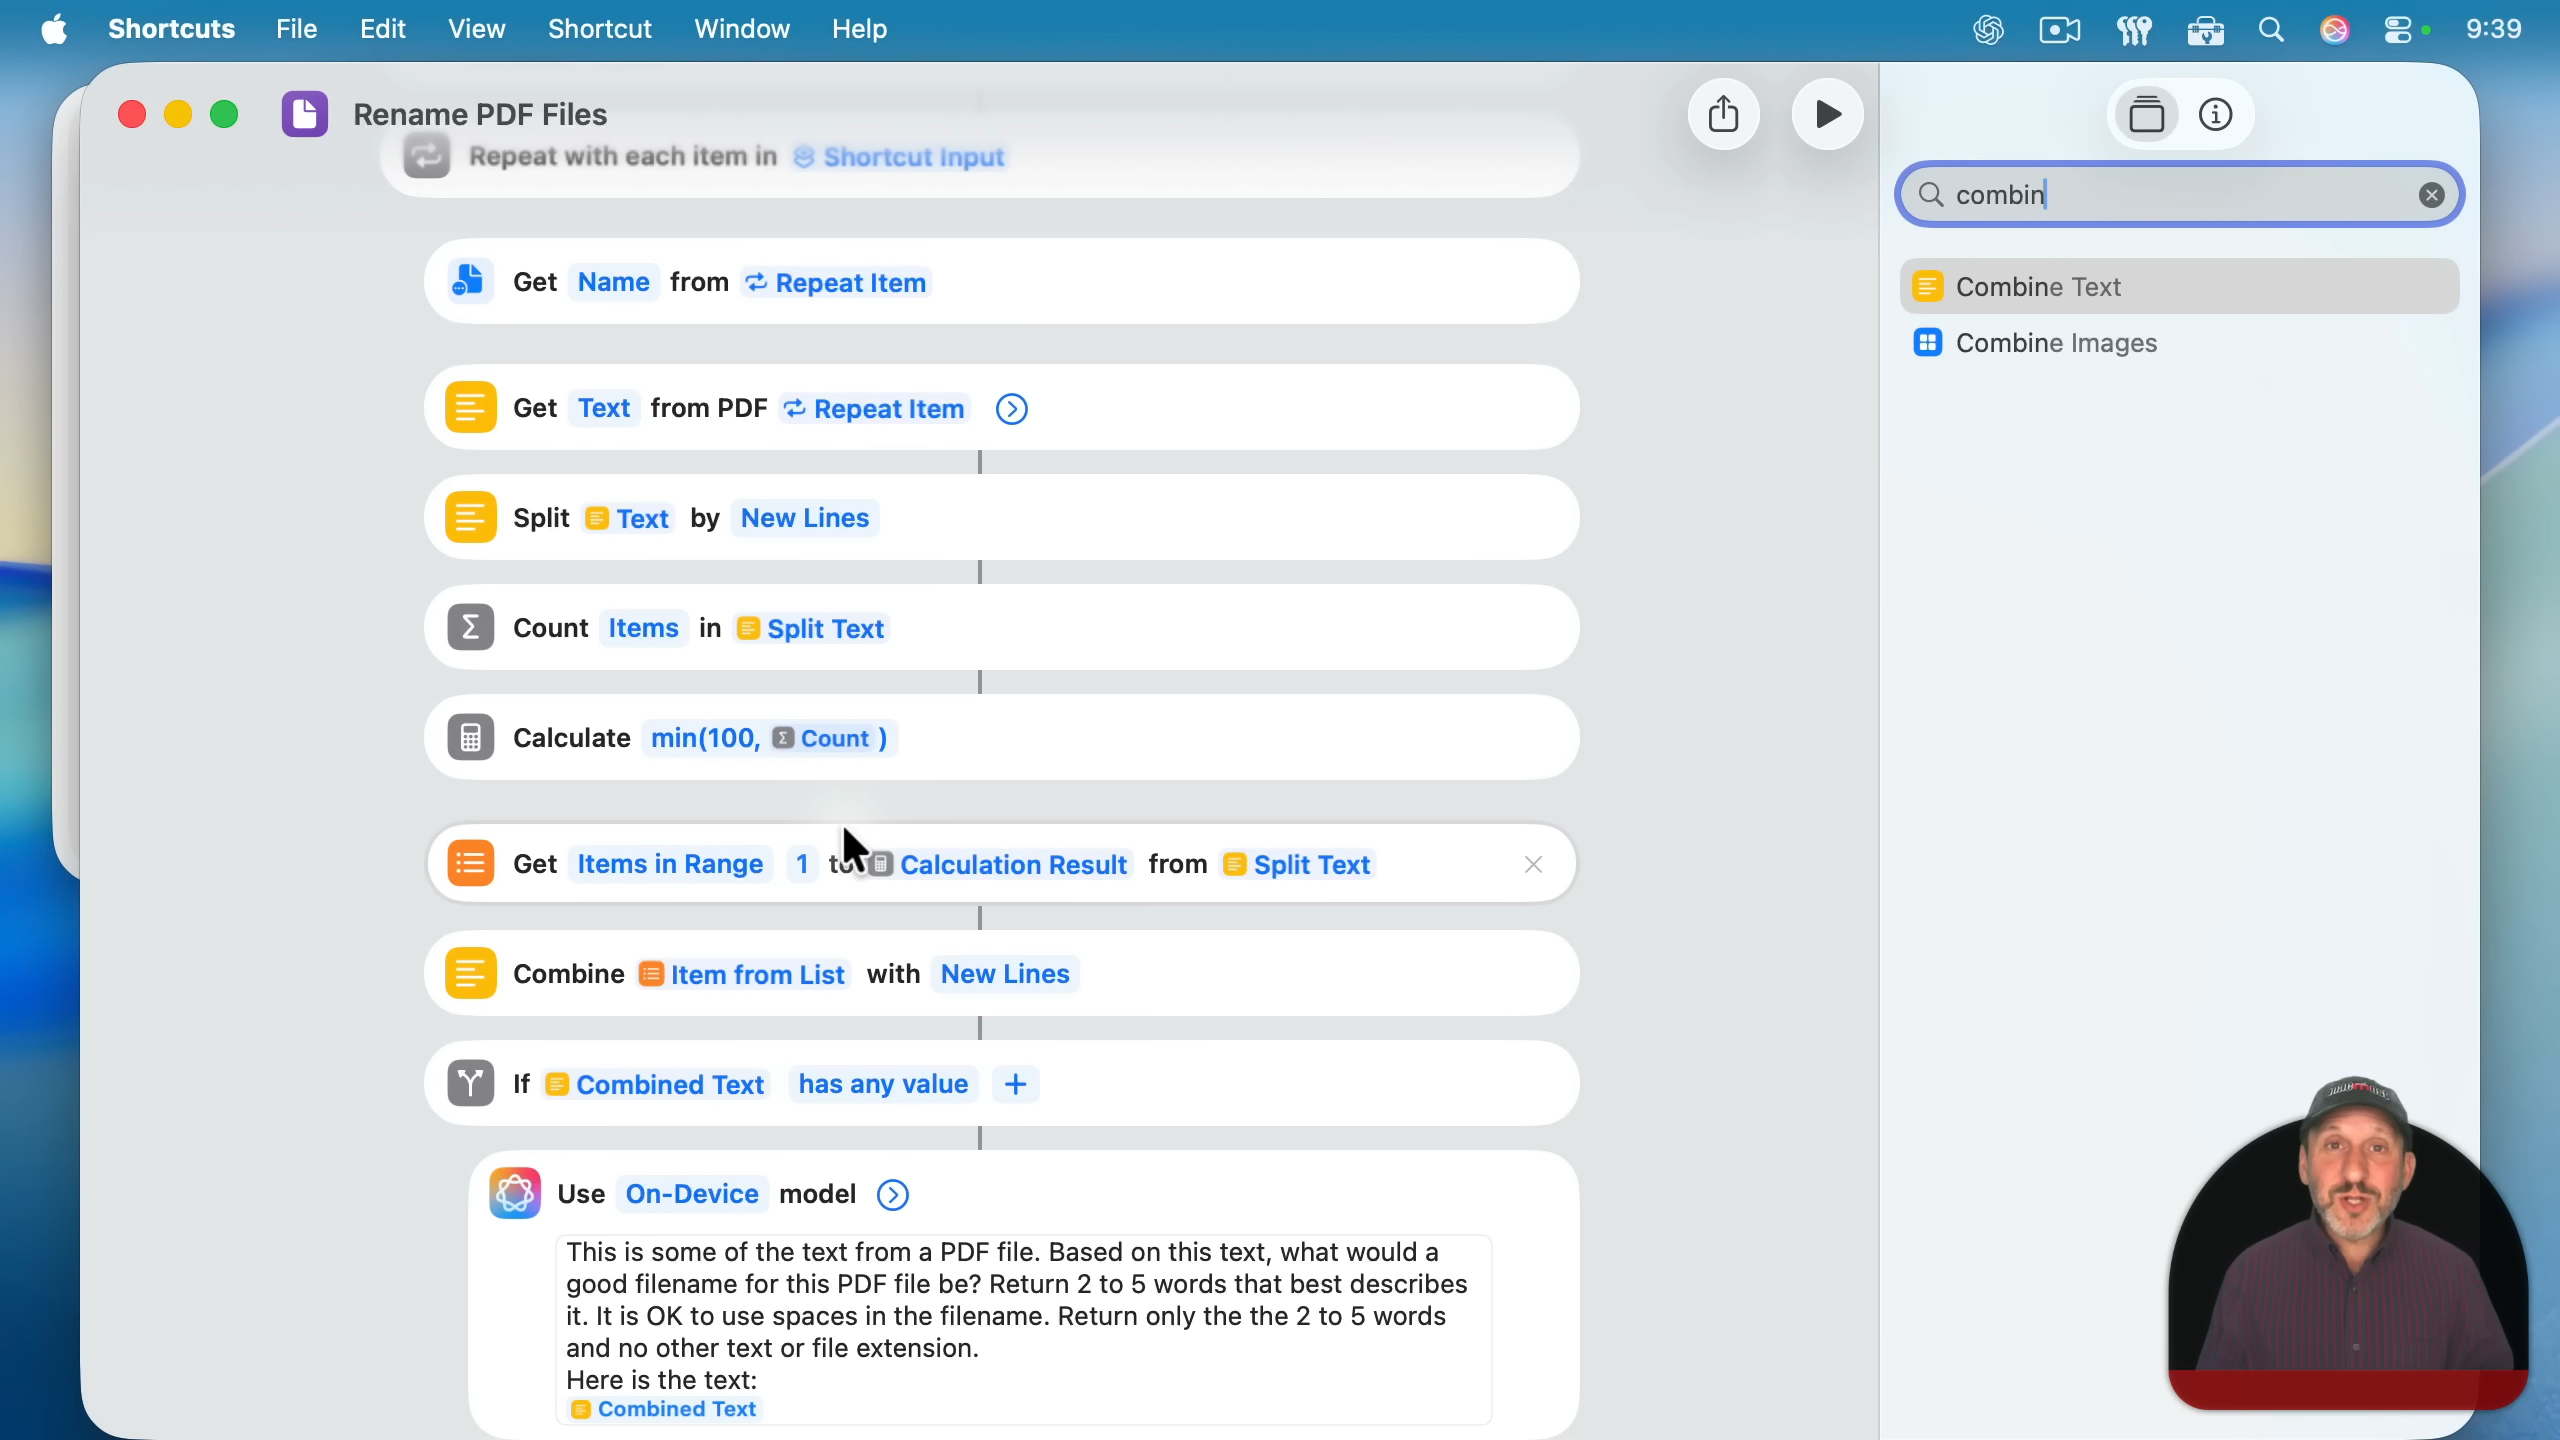 Shortcuts File Edit View Shortcut Window Help 9:39
Rename PDF Files
Repeat with each item in Shortcut Input
combin
Combine Text
Combine Images
Get Name from Repeat Item
Get Text from PDF Repeat Item
Split Text by New Lines
Count Items in Split Text
Calculate min(100, Count )
Get Items in Range 1 to Calculation Result from Split Text
Combine Item from List with New Lines
If Combined Text has any value +
Use On-Device model
This is some of the text from a PDF file. Based on this text, what would a
good filename for this PDF file be? Return 2 to 5 words that best describes
it. It is OK to use spaces in the filename. Return only the the 2 to 5 words
and no other text or file extension.
Here is the text:
Combined Text